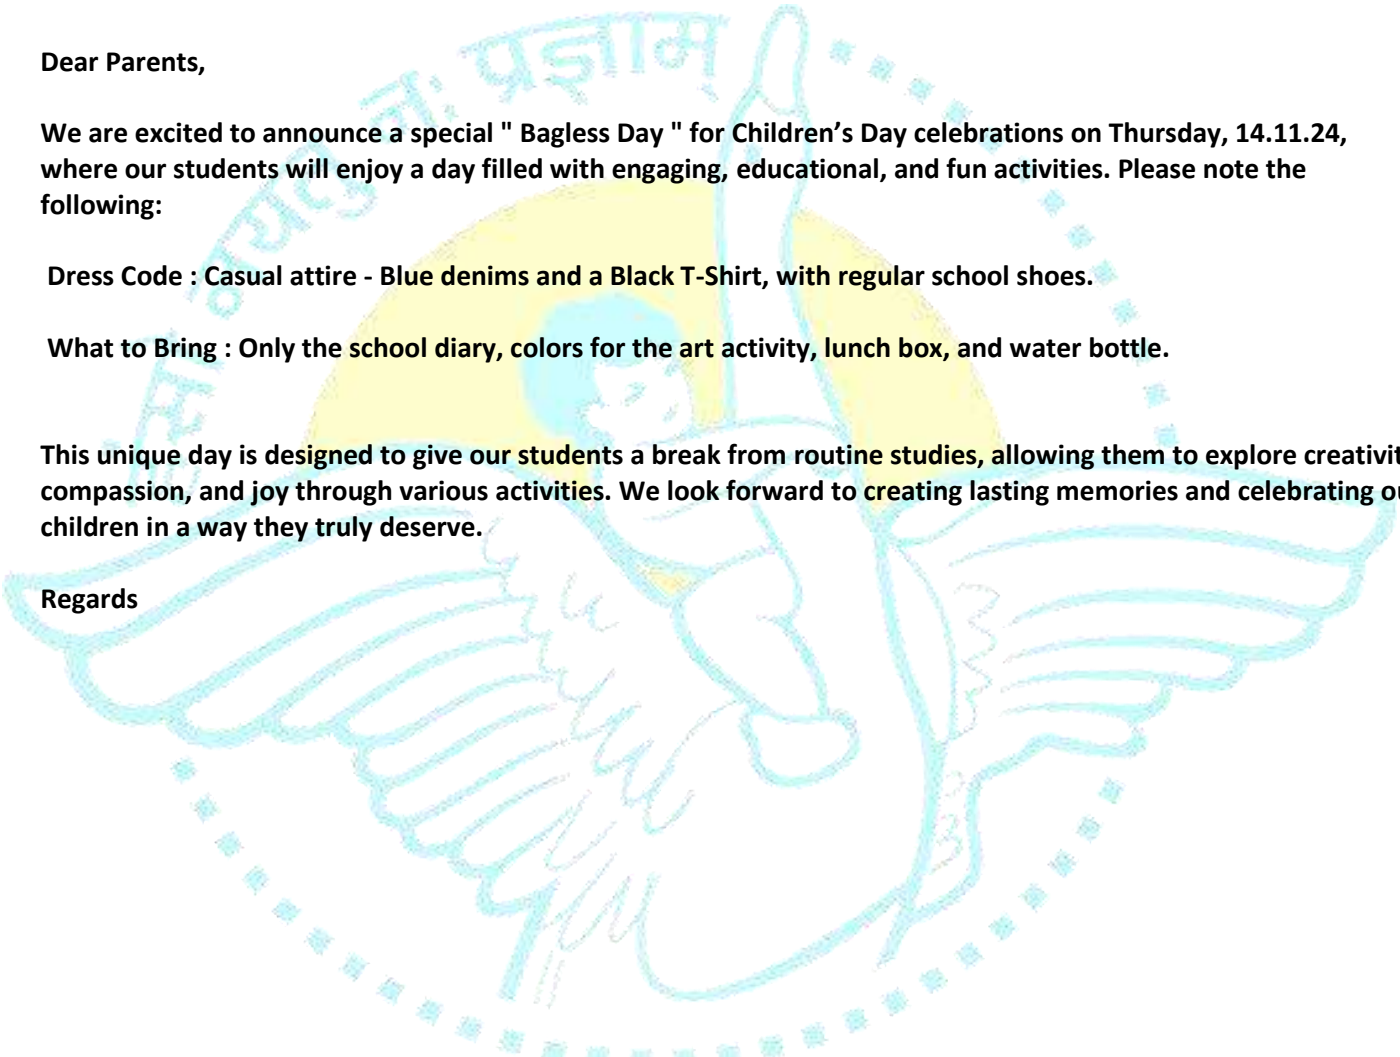 सा नयतु नः प्रज्ञाम्
Dear Parents,
We are excited to announce a special " Bagless Day " for Children’s Day celebrations on Thursday, 14.11.24,
where our students will enjoy a day filled with engaging, educational, and fun activities. Please note the
following:
Dress Code : Casual attire - Blue denims and a Black T-Shirt, with regular school shoes.
What to Bring : Only the school diary, colors for the art activity, lunch box, and water bottle.
This unique day is designed to give our students a break from routine studies, allowing them to explore creativit
compassion, and joy through various activities. We look forward to creating lasting memories and celebrating ou
children in a way they truly deserve.
Regards